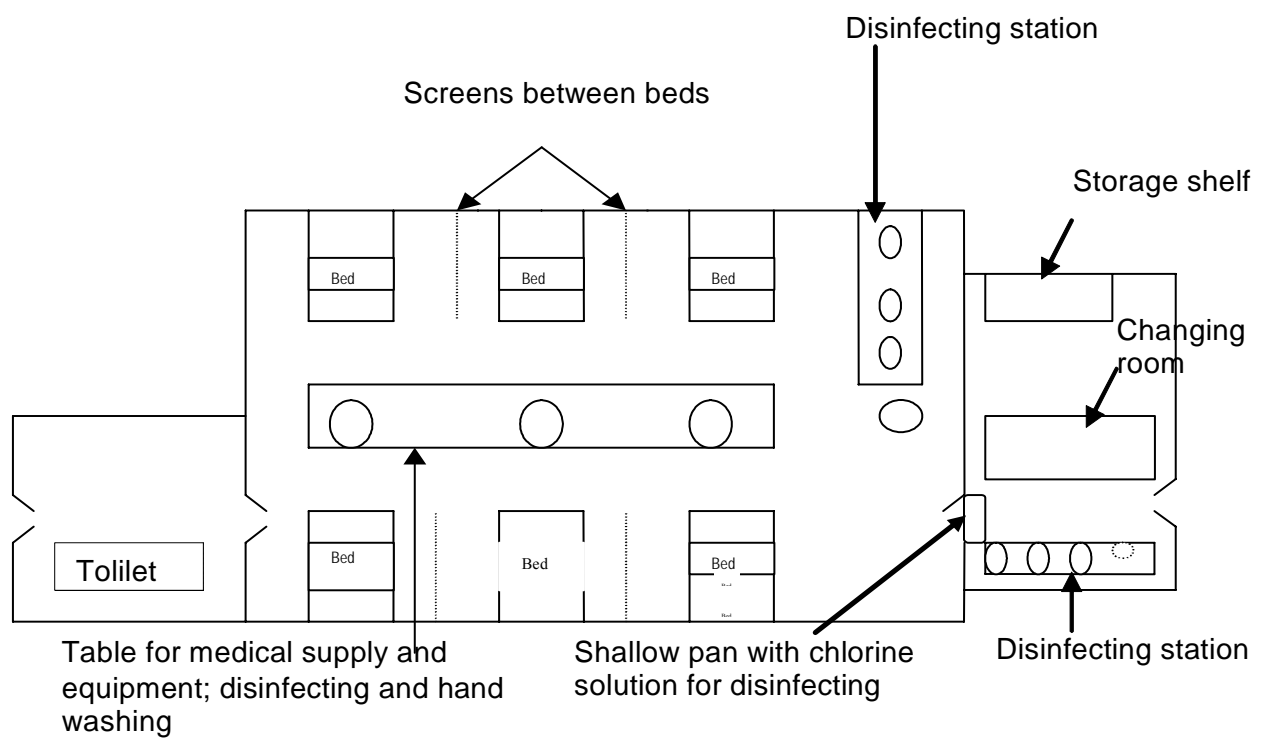 Disinfecting station
Screens between beds
Storage shelf
Bed
Bed
Bed
Changing
room
Bed
Bed
Bed
Tolilet
Table for medical supply and
equipment; disinfecting and hand
washing
Shallow pan with chlorine
solution for disinfecting
Disinfecting station